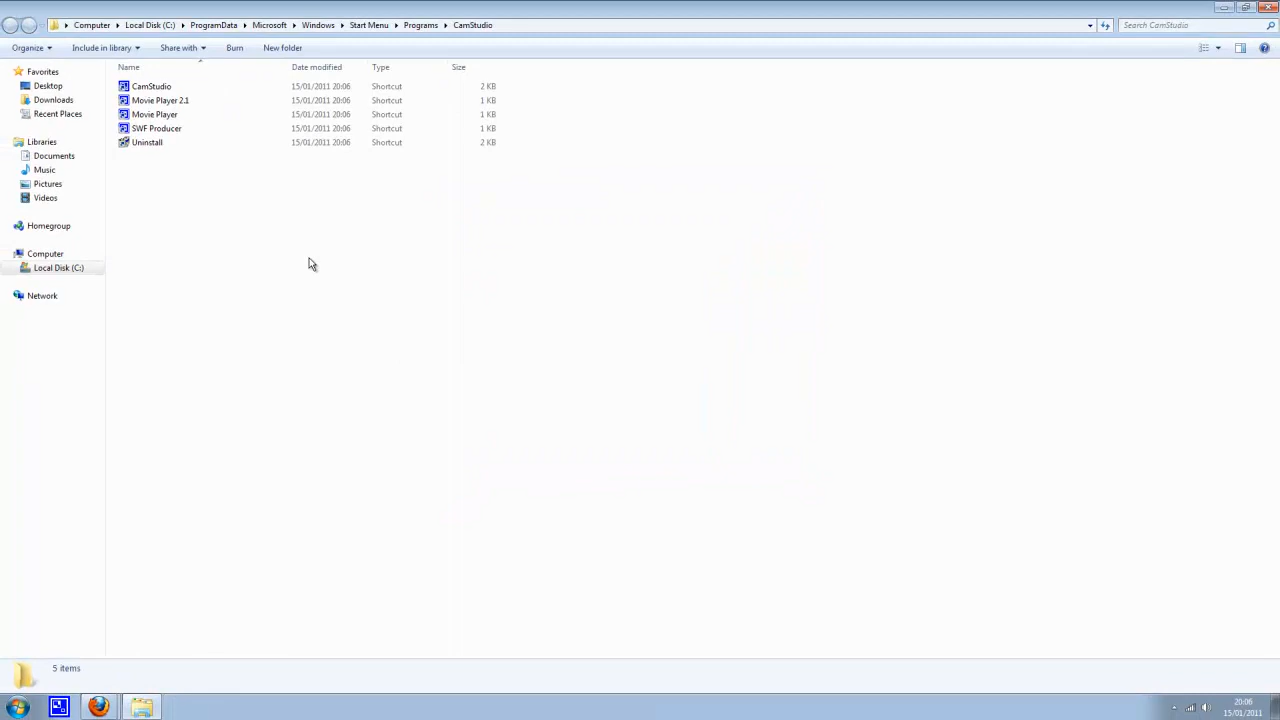 Computer Local Disk (C:) ProgramData Microsoft Windows Start Menu Programs CamStudio Search CamStudio
Organize Include in library Share with Burn New folder
Name Date modified Type Size
Favorites
Desktop
Downloads
Recent Places
Libraries
Documents
Music
Pictures
Videos
Homegroup
Computer
Local Disk (C:)
Network
CamStudio 15/01/2011 20:06 Shortcut 2 KB
Movie Player 2.1 15/01/2011 20:06 Shortcut 1 KB
Movie Player 15/01/2011 20:06 Shortcut 1 KB
SWF Producer 15/01/2011 20:06 Shortcut 1 KB
Uninstall 15/01/2011 20:06 Shortcut 2 KB
5 items
20:06
15/01/2011